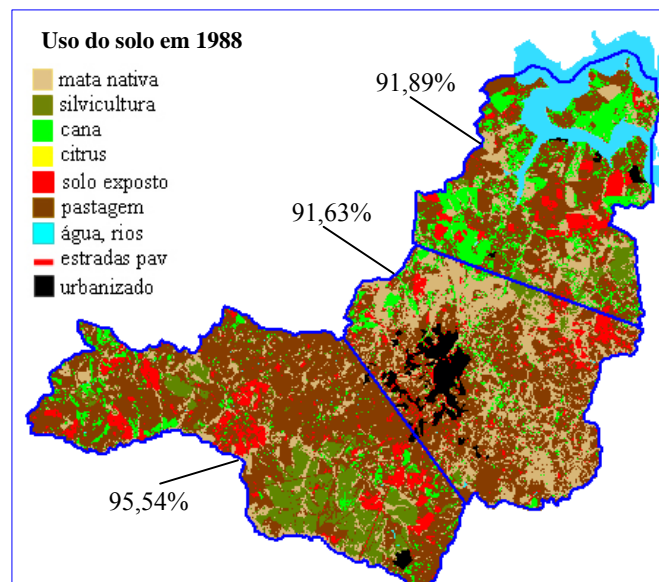 Uso do solo em 1988
mata nativa
silvicultura
cana
citrus
solo exposto
pastagem
água, rios
estradas pav
urbanizado
91,89%
91,63%
95,54%